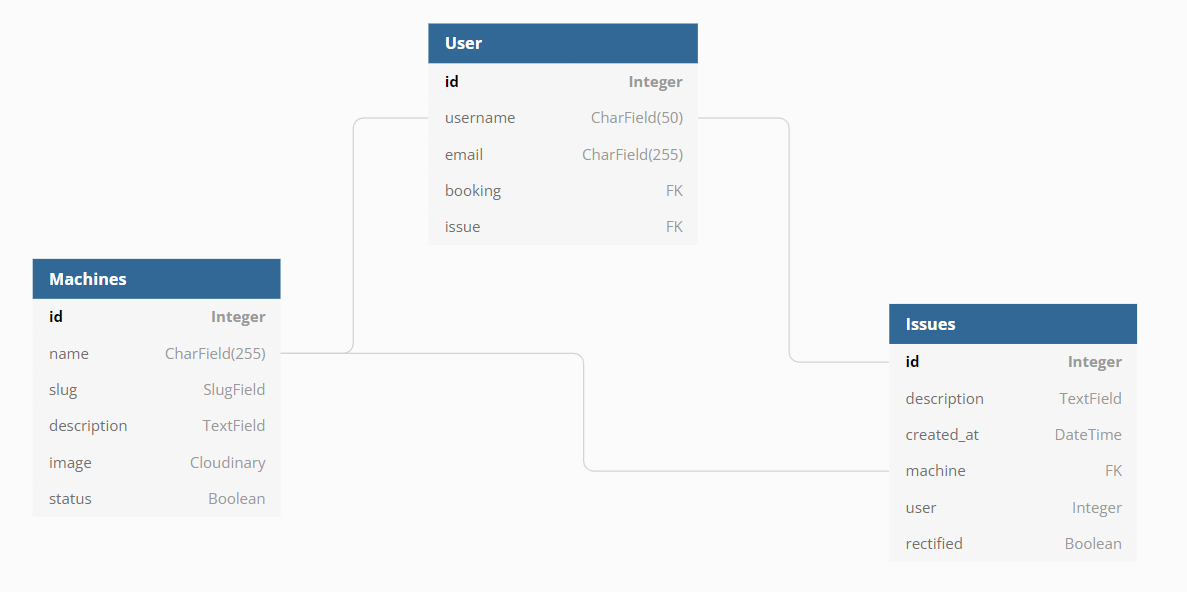 User
id Integer
username CharField(50)
email CharField(255)
booking FK
issue FK
Machines
id Integer
name CharField(255)
slug SlugField
description TextField
image Cloudinary
status Boolean
Issues
id Integer
description TextField
created_at DateTime
machine FK
user Integer
rectified Boolean